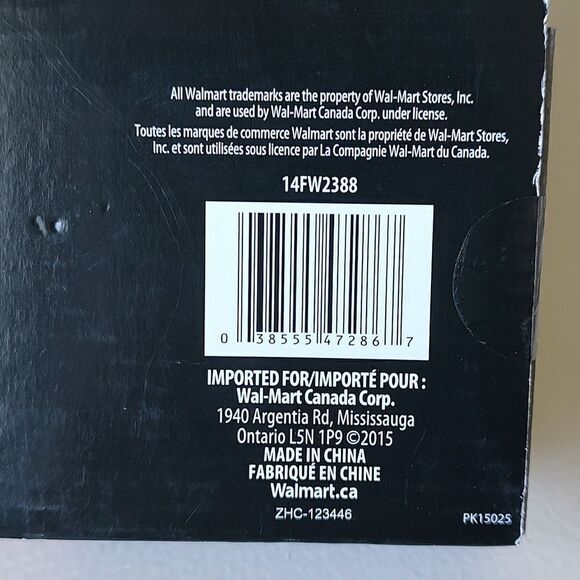 All Walmart trademarks are the property of Wal-Mart Stores, Inc.
and are used by Wal-Mart Canada Corp. under license.
Toutes les marques de commerce Walmart sont la propriété de Wal-Mart Stores,
Inc. et sont utilisées sous licence par La Compagnie Wal-Mart du Canada.
14FW2388
0 38555 47286 7
IMPORTED FOR/IMPORTÉ POUR :
Wal-Mart Canada Corp.
1940 Argentia Rd, Mississauga
Ontario L5N 1P9 ©2015
MADE IN CHINA
FABRIQUÉ EN CHINE
Walmart.ca
ZHC-123446
PK15025